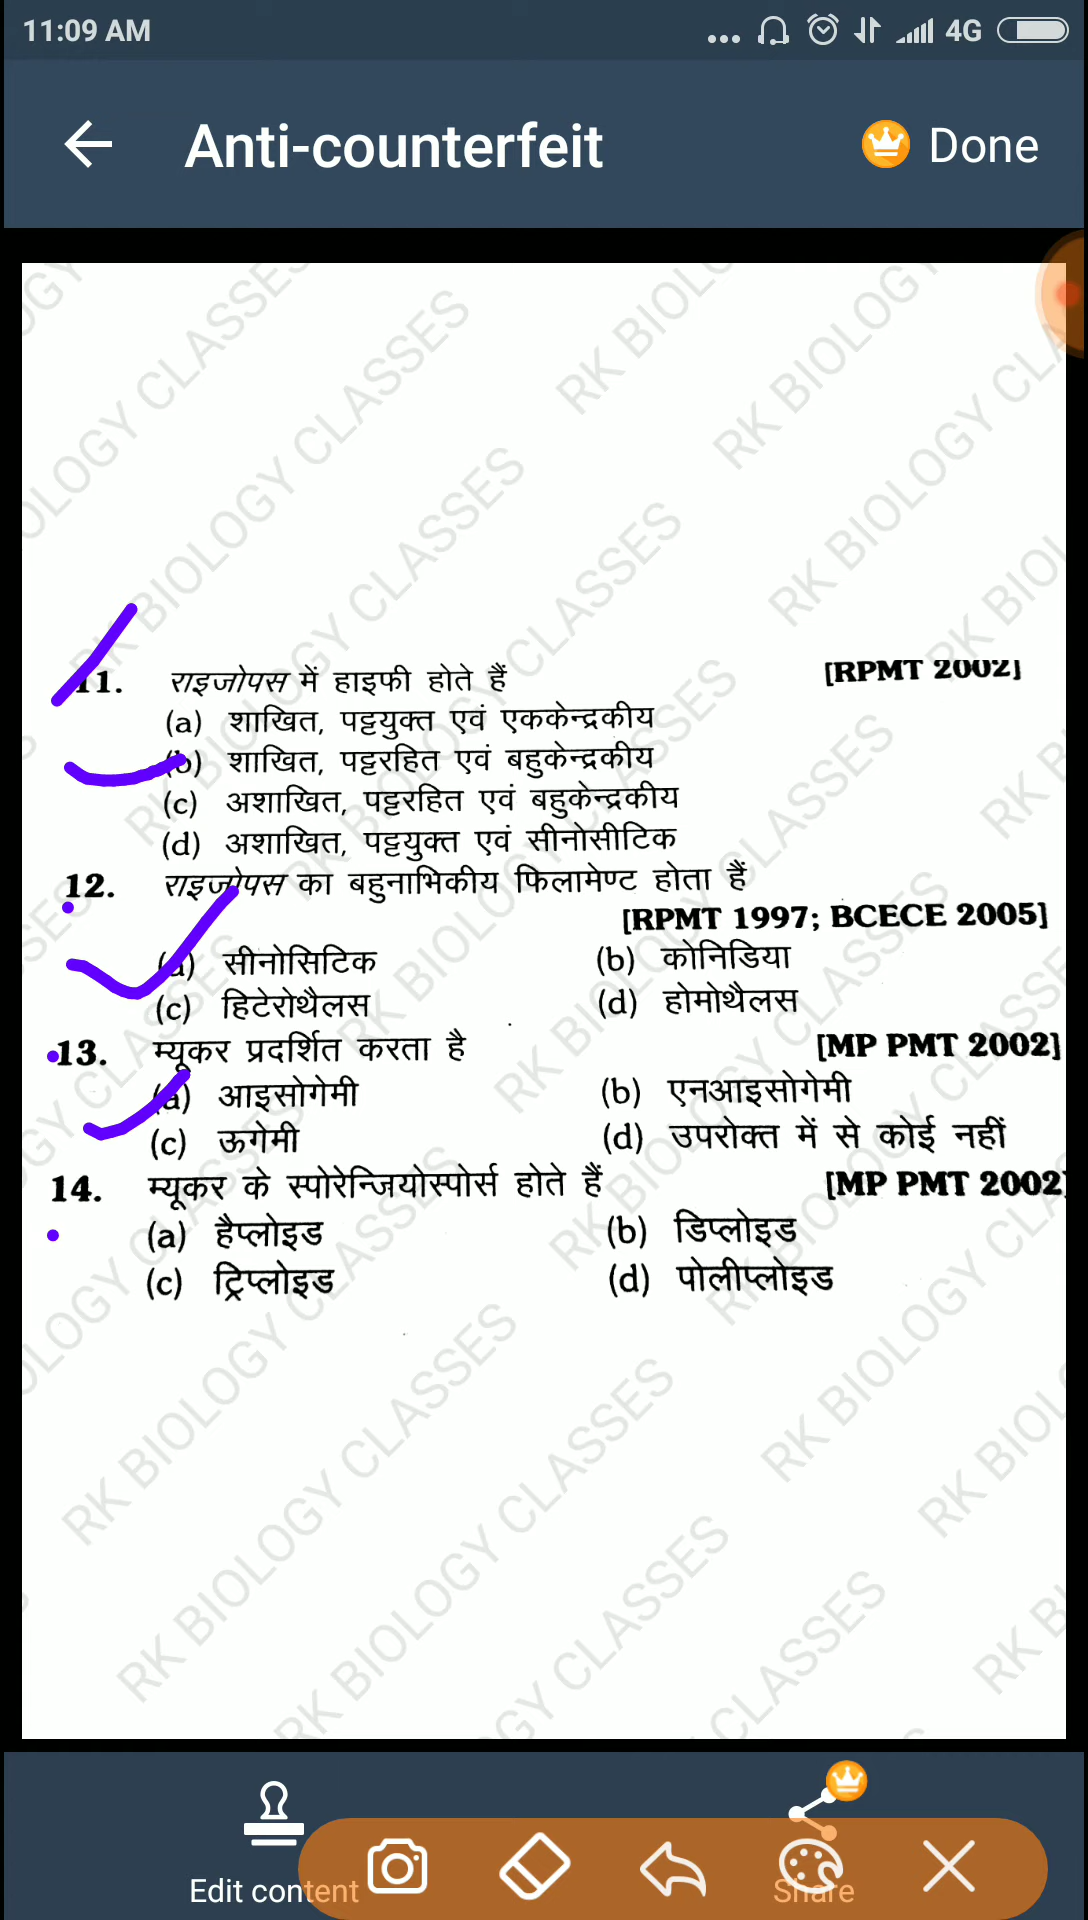 11:09 AM
4G
Anti-counterfeit
Done
11. राइजोपस में हाइफी होते हैं [RPMT 2002]
(a) शाखित, पट्टयुक्त एवं एककेन्द्रकीय
(b) शाखित, पट्टरहित एवं बहुकेन्द्रकीय
(c) अशाखित, पट्टरहित एवं बहुकेन्द्रकीय
(d) अशाखित, पट्टयुक्त एवं सीनोसीटिक
12. राइजोपस का बहुनाभिकीय फिलामेण्ट होता हैं
[RPMT 1997; BCECE 2005]
(a) सीनोसिटिक (b) कोनिडिया
(c) हिटेरोथैलस (d) होमोथैलस
13. म्यूकर प्रदर्शित करता है [MP PMT 2002]
(a) आइसोगेमी (b) एनआइसोगेमी
(c) ऊगेमी (d) उपरोक्त में से कोई नहीं
14. म्यूकर के स्पोरेन्जियोस्पोर्स होते हैं [MP PMT 2002]
(a) हैप्लोइड (b) डिप्लोइड
(c) ट्रिप्लोइड (d) पोलीप्लोइड
RK BIOLOGY CLASSES
Edit content
Share